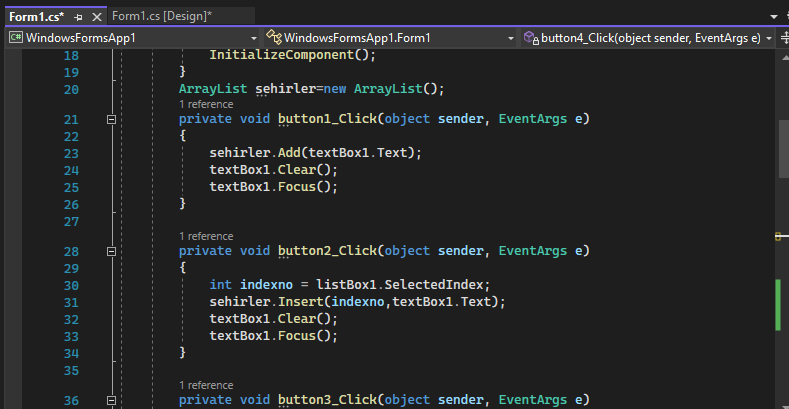 Form1.cs*
Form1.cs [Design]*
C# WindowsFormsApp1
WindowsFormsApp1.Form1
button4_Click(object sender, EventArgs e)
18 InitializeComponent();
19 }
20 ArrayList sehirler=new ArrayList();
1 reference
21 private void button1_Click(object sender, EventArgs e)
22 {
23 sehirler.Add(textBox1.Text);
24 textBox1.Clear();
25 textBox1.Focus();
26 }
27
1 reference
28 private void button2_Click(object sender, EventArgs e)
29 {
30 int indexno = listBox1.SelectedIndex;
31 sehirler.Insert(indexno,textBox1.Text);
32 textBox1.Clear();
33 textBox1.Focus();
34 }
35
1 reference
36 private void button3_Click(object sender, EventArgs e)